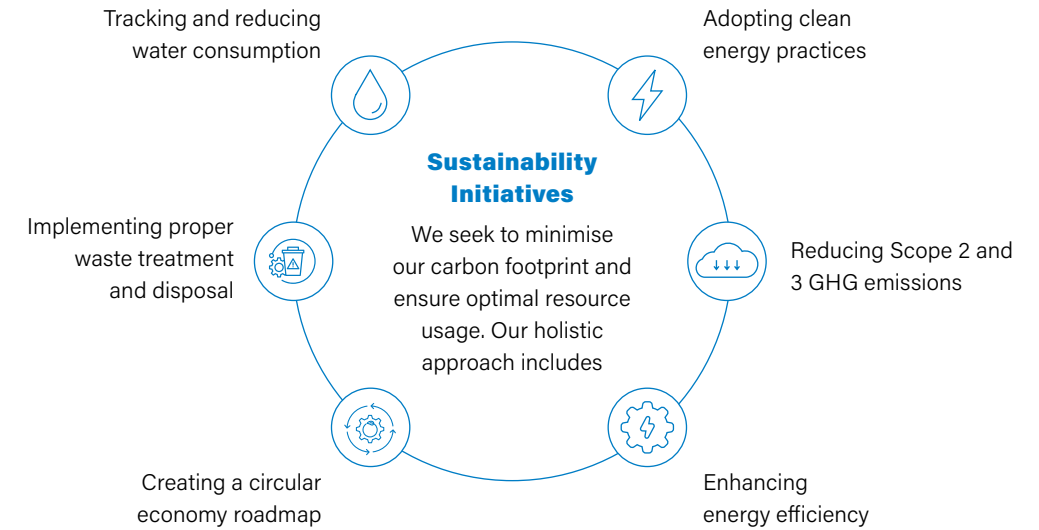 Tracking and reducing
water consumption
Adopting clean
energy practices
Sustainability
Initiatives
We seek to minimise
our carbon footprint and
ensure optimal resource
usage. Our holistic
approach includes
Implementing proper
waste treatment
and disposal
Reducing Scope 2 and
3 GHG emissions
Creating a circular
economy roadmap
Enhancing
energy efficiency